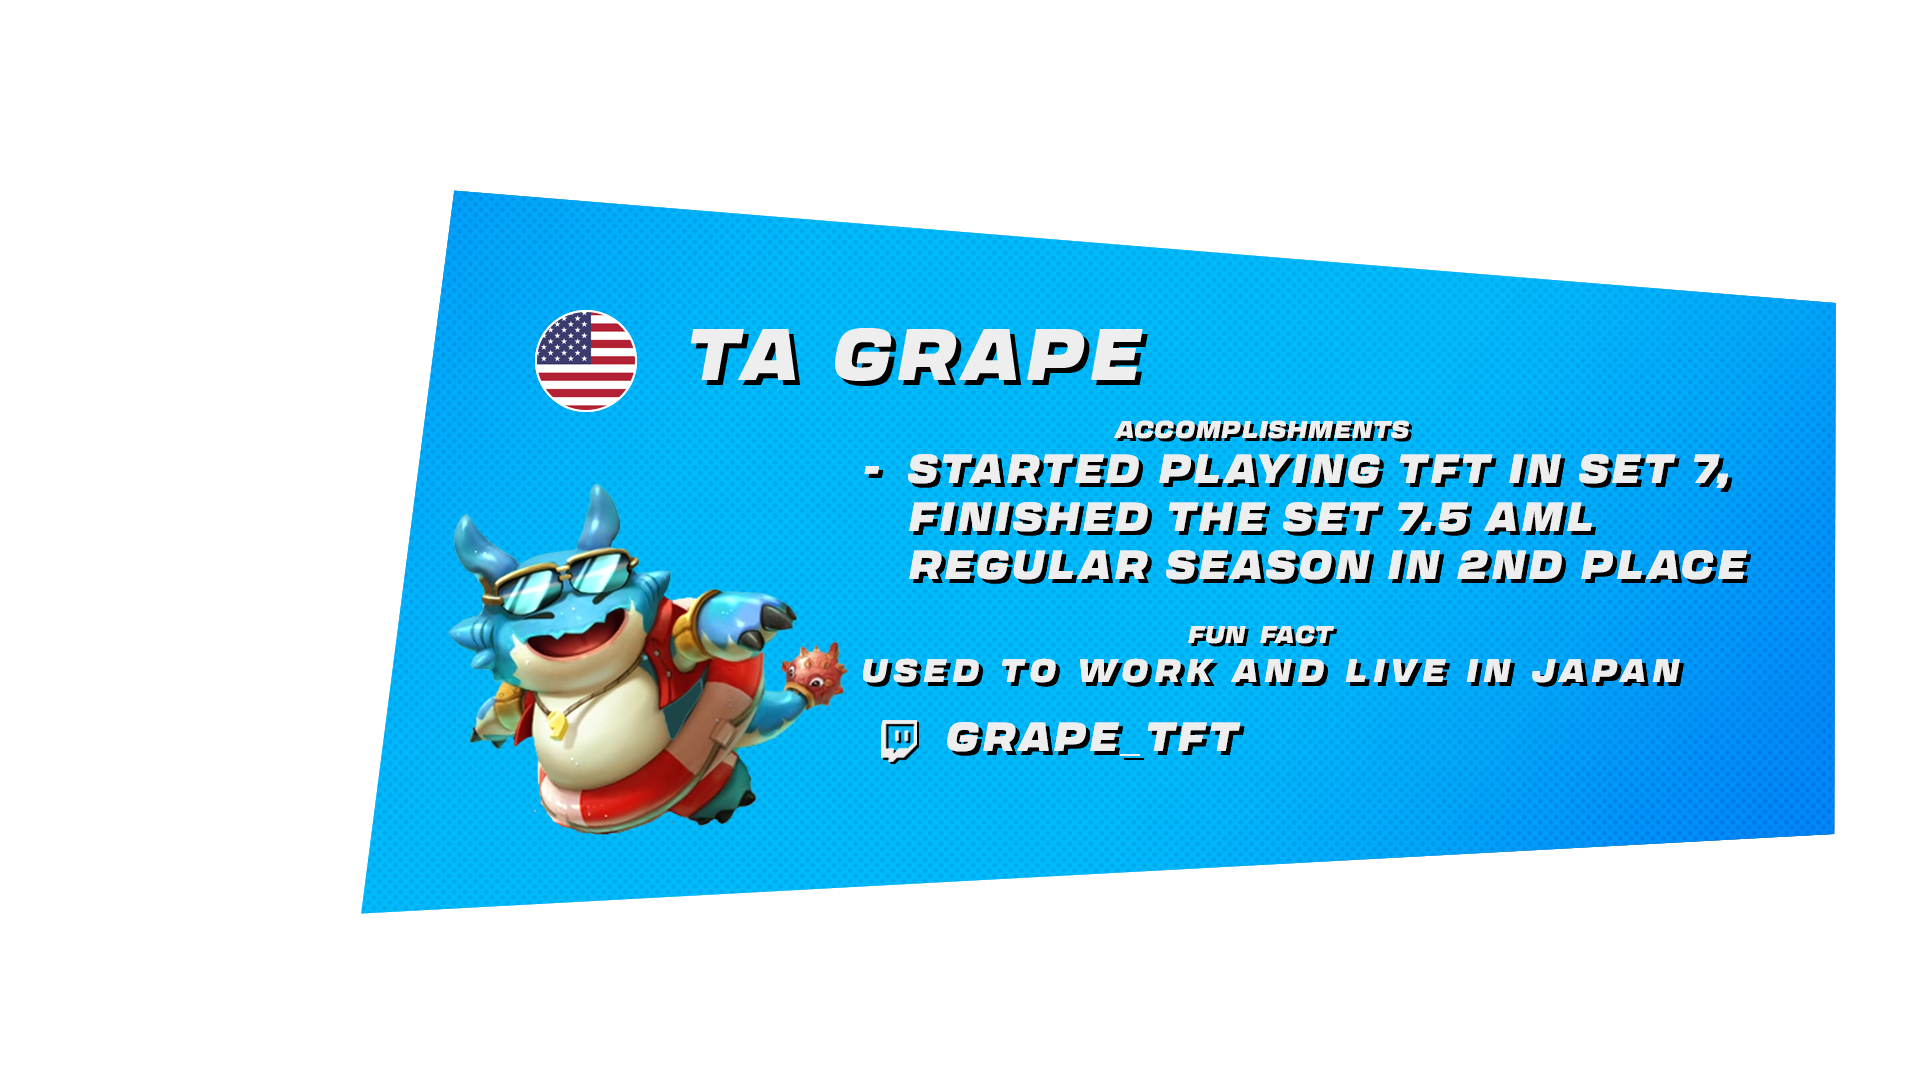 TA GRAPE
ACCOMPLISHMENTS
- STARTED PLAYING TFT IN SET 7,
FINISHED THE SET 7.5 AML
REGULAR SEASON IN 2ND PLACE
FUN FACT
USED TO WORK AND LIVE IN JAPAN
GRAPE_TFT